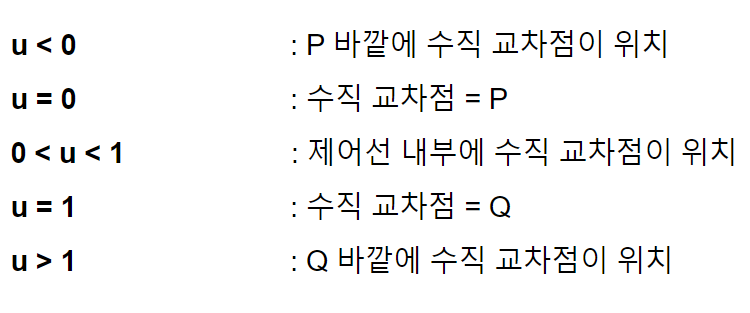 u < 0 : P 바깥에 수직 교차점이 위치
u = 0 : 수직 교차점 = P
0 < u < 1 : 제어선 내부에 수직 교차점이 위치
u = 1 : 수직 교차점 = Q
u > 1 : Q 바깥에 수직 교차점이 위치